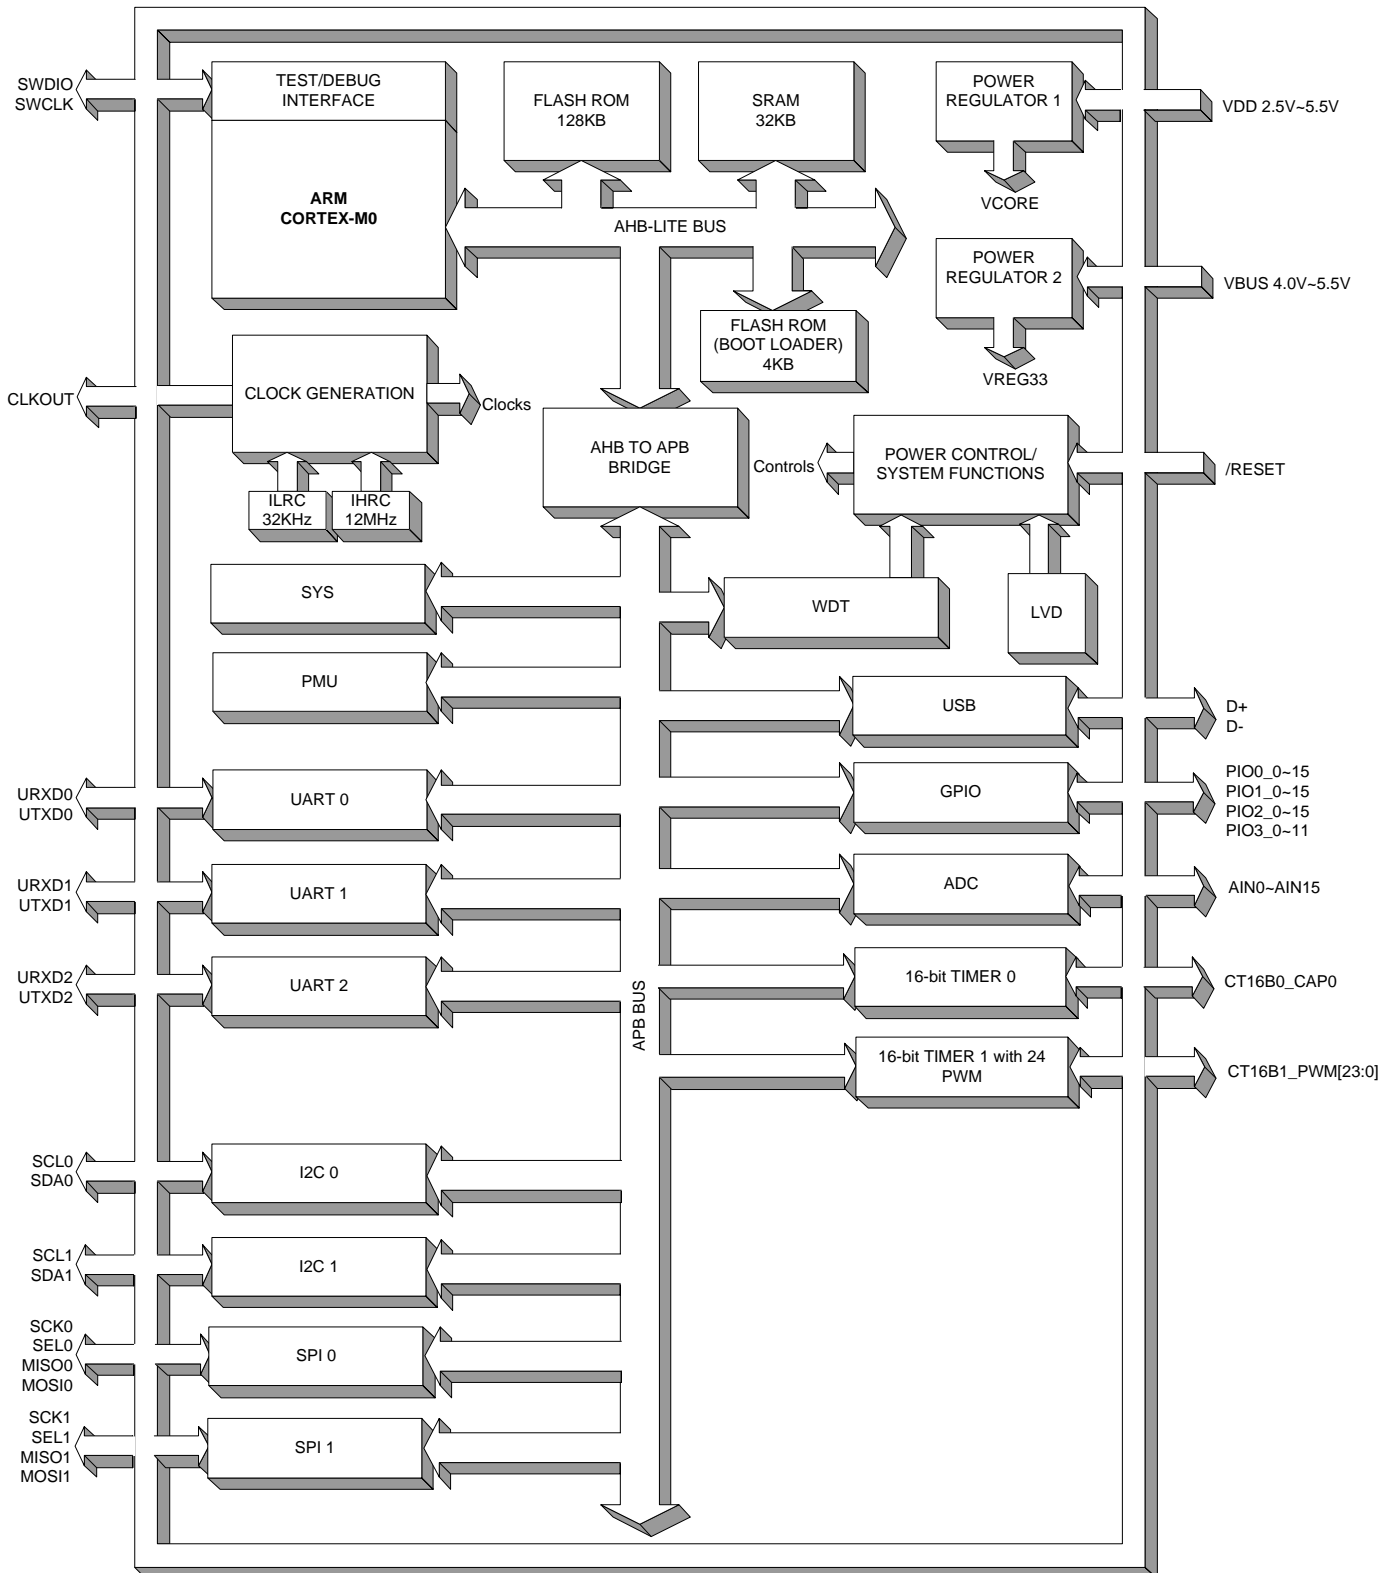 SWDIO
SWCLK
TEST/DEBUG
INTERFACE
FLASH ROM
128KB
SRAM
32KB
POWER
REGULATOR 1
VDD 2.5V~5.5V
ARM
CORTEX-M0
VCORE
AHB-LITE BUS
POWER
REGULATOR 2
VBUS 4.0V~5.5V
FLASH ROM
(BOOT LOADER)
4KB
VREG33
CLKOUT
CLOCK GENERATION
Clocks
AHB TO APB
BRIDGE
Controls
POWER CONTROL/
SYSTEM FUNCTIONS
/RESET
ILRC
32KHz
IHRC
12MHz
SYS
WDT
LVD
PMU
USB
D+
D-
URXD0
UTXD0
UART 0
GPIO
PIO0_0~15
PIO1_0~15
PIO2_0~15
PIO3_0~11
URXD1
UTXD1
UART 1
ADC
AIN0~AIN15
URXD2
UTXD2
UART 2
APB BUS
16-bit TIMER 0
CT16B0_CAP0
16-bit TIMER 1 with 24
PWM
CT16B1_PWM[23:0]
SCL0
SDA0
I2C 0
SCL1
SDA1
I2C 1
SCK0
SEL0
MISO0
MOSI0
SPI 0
SCK1
SEL1
MISO1
MOSI1
SPI 1